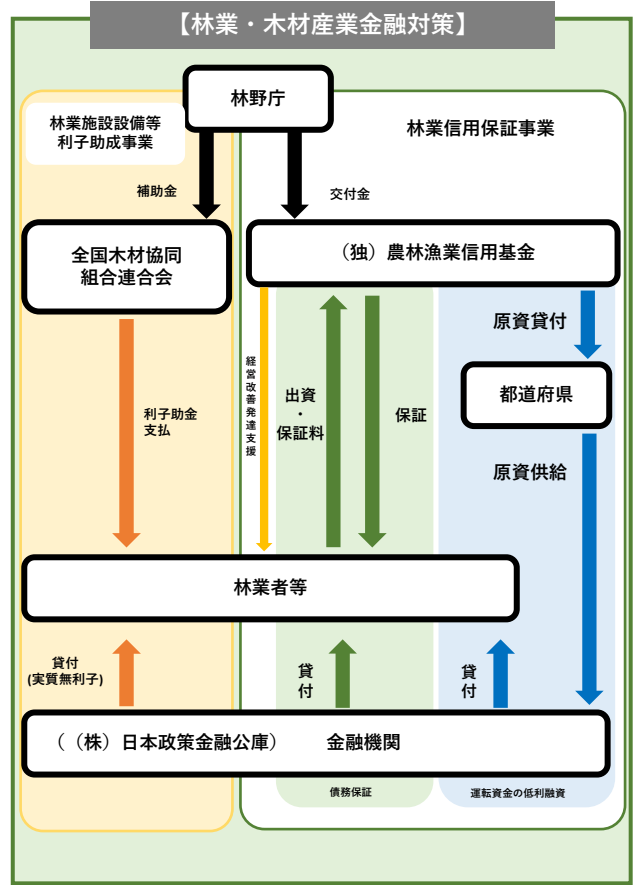 【林業・木材産業金融対策】
林野庁
林業施設設備等
利子助成事業
林業信用保証事業
補助金
交付金
全国木材協同
組合連合会
（独）農林漁業信用基金
原資貸付
経営改善発達支援
出資
・
保証料
保証
利子助金
支払
都道府県
原資供給
林業者等
貸付
(実質無利子)
貸付
貸付
（（株）日本政策金融公庫） 金融機関
債務保証
運転資金の低利融資